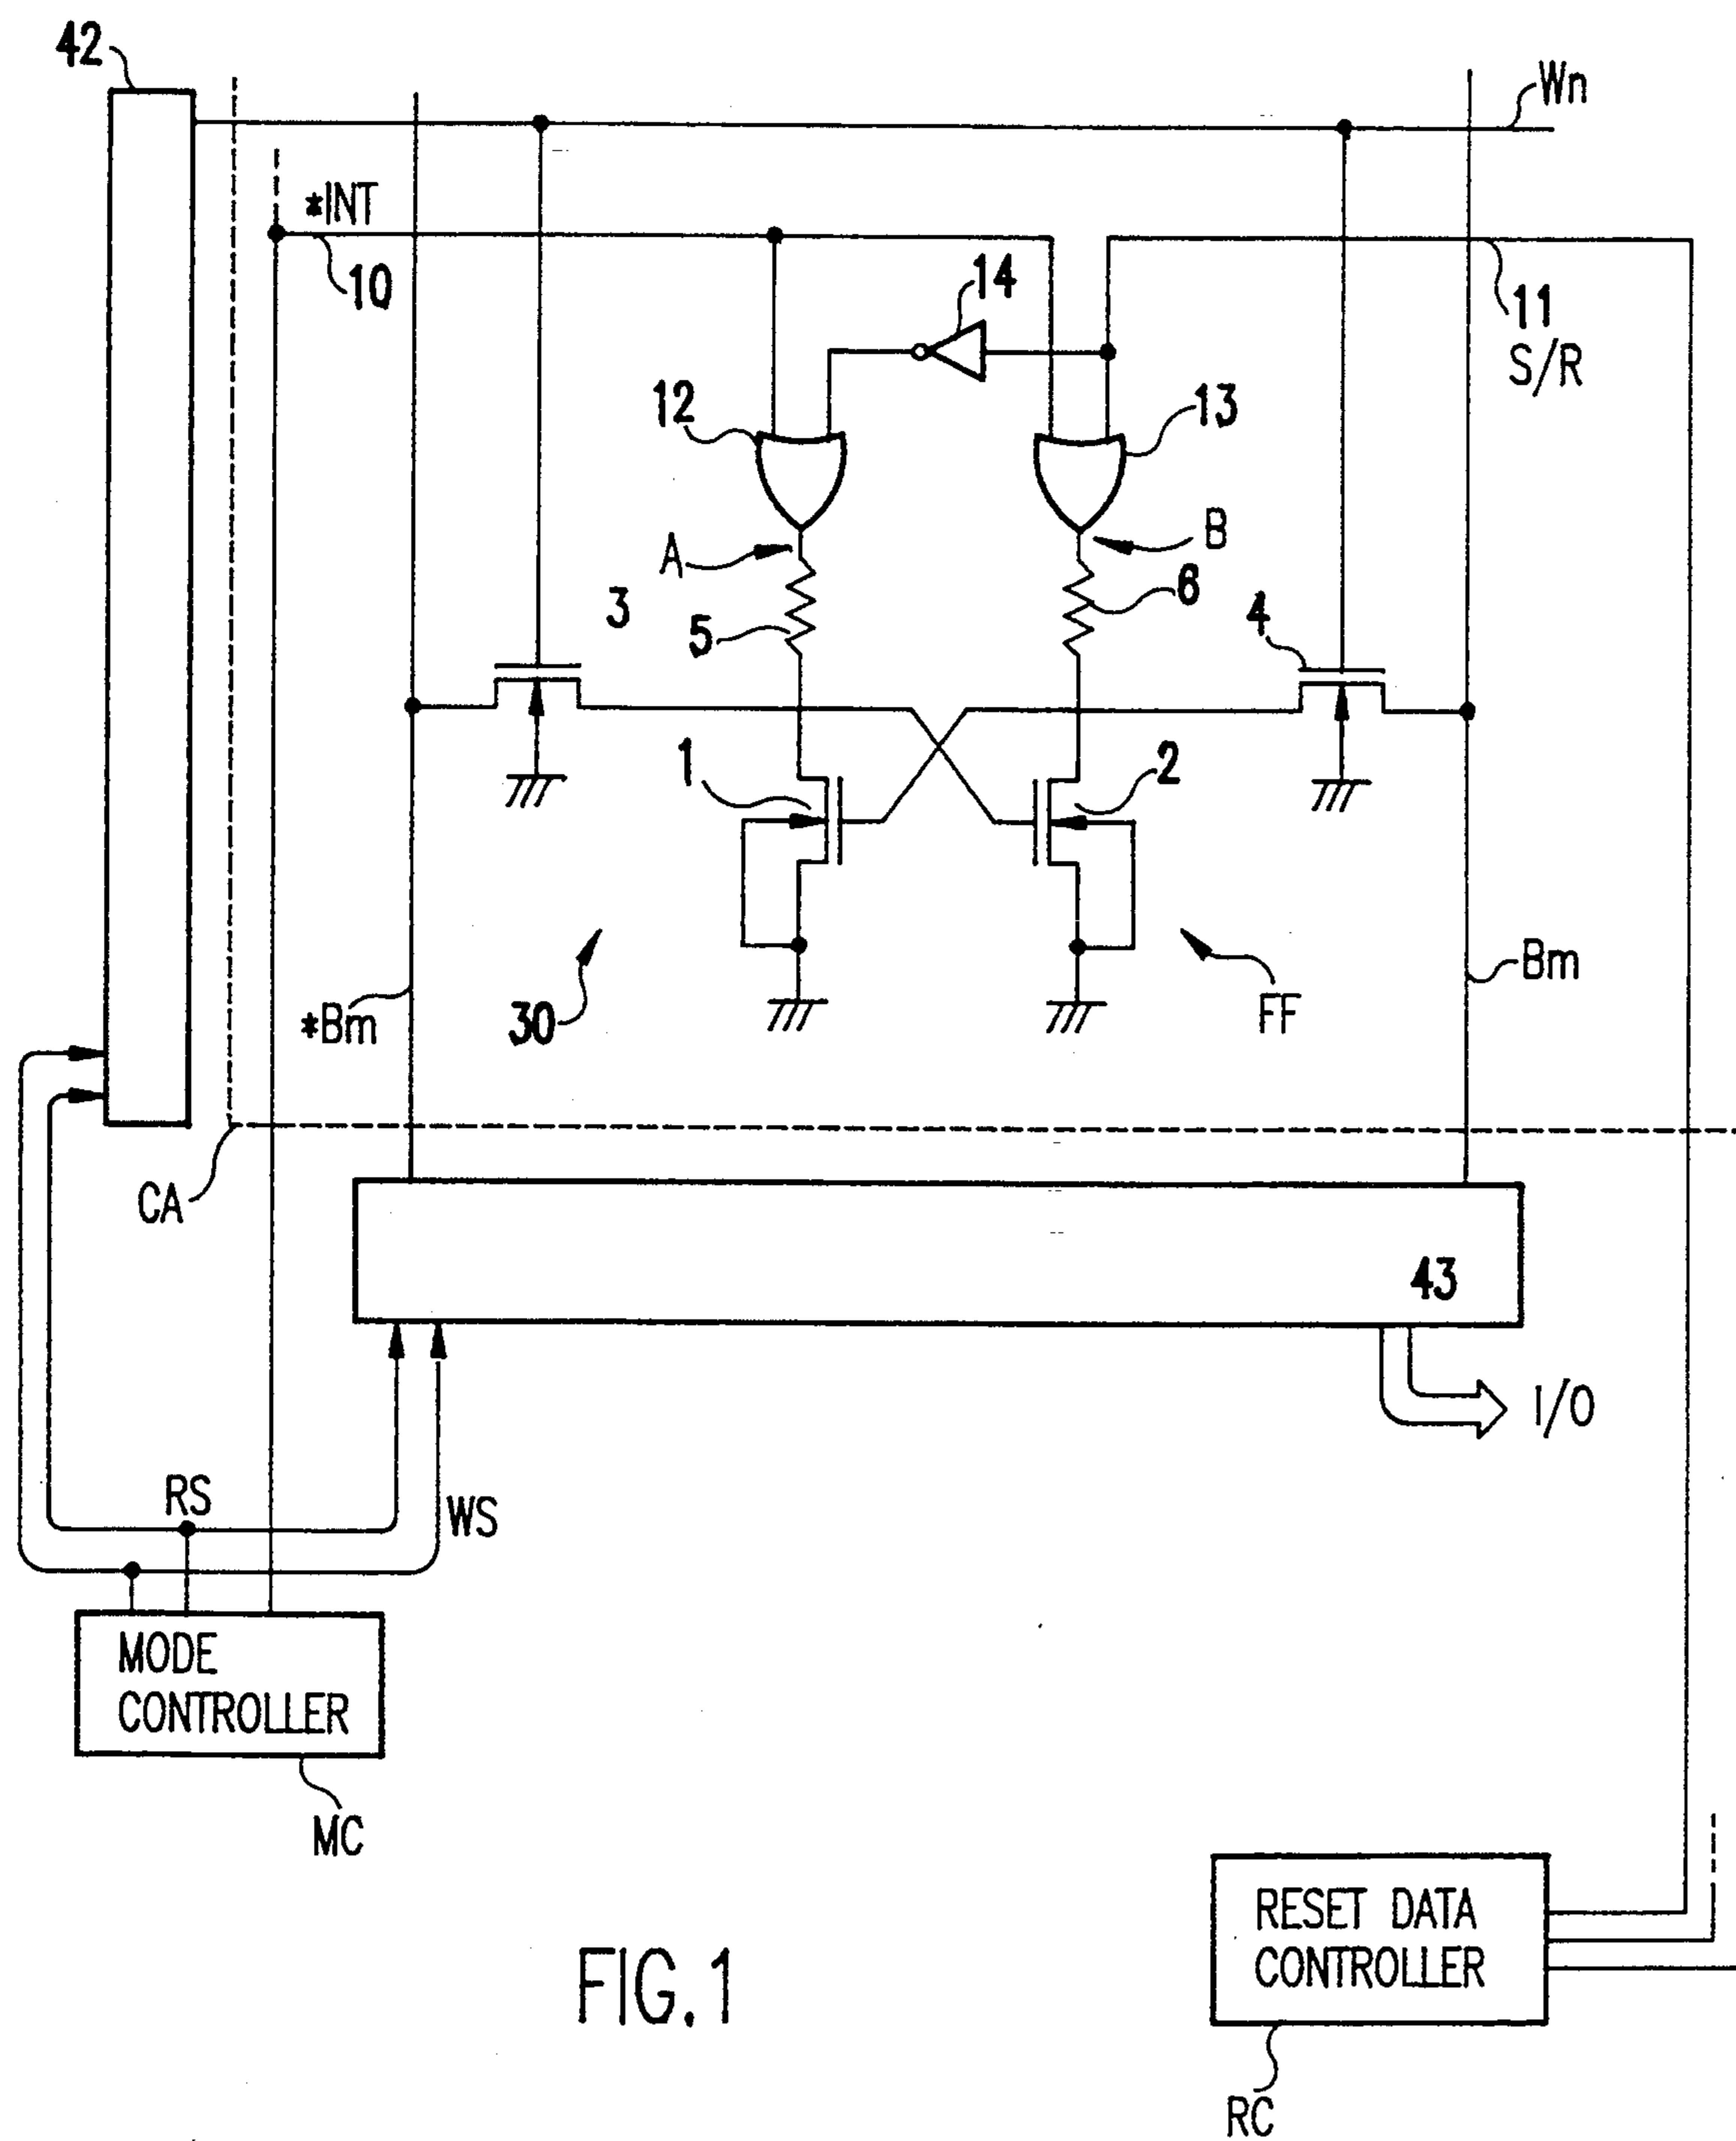 42
Wn
*INT
10
14
11
S/R
12
13
A
B
3
5
6
4
1
2
*Bm
30
FF
Bm
CA
43
I/O
RS
WS
MODE
CONTROLLER
MC
RESET DATA
CONTROLLER
FIG.1
RC